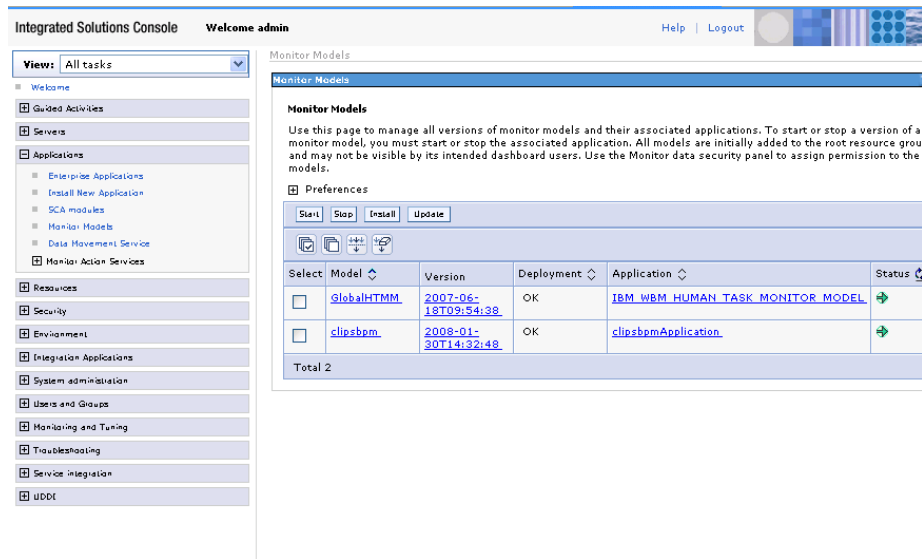 Integrated Solutions Console Welcome admin Help | Logout
View: All tasks
Welcome
Guided Activities
Servers
Applications
Enterprise Applications
Install New Application
SCA modules
Monitor Models
Data Movement Service
Monitor Action Services
Resources
Security
Environment
Integration Applications
System administration
Users and Groups
Monitoring and Tuning
Troubleshooting
Service integration
UDDI
Monitor Models
Monitor Models
Monitor Models
Use this page to manage all versions of monitor models and their associated applications. To start or stop a version of a
monitor model, you must start or stop the associated application. All models are initially added to the root resource grou
and may not be visible by its intended dashboard users. Use the Monitor data security panel to assign permission to the
models.
Preferences
Start Stop Install Update
Select Model Version Deployment Application Status
GlobalHTMM 2007-06-18T09:54:38 OK IBM WBM HUMAN TASK MONITOR MODEL
clipsbpm 2008-01-30T14:32:48 OK clipsbpmApplication
Total 2